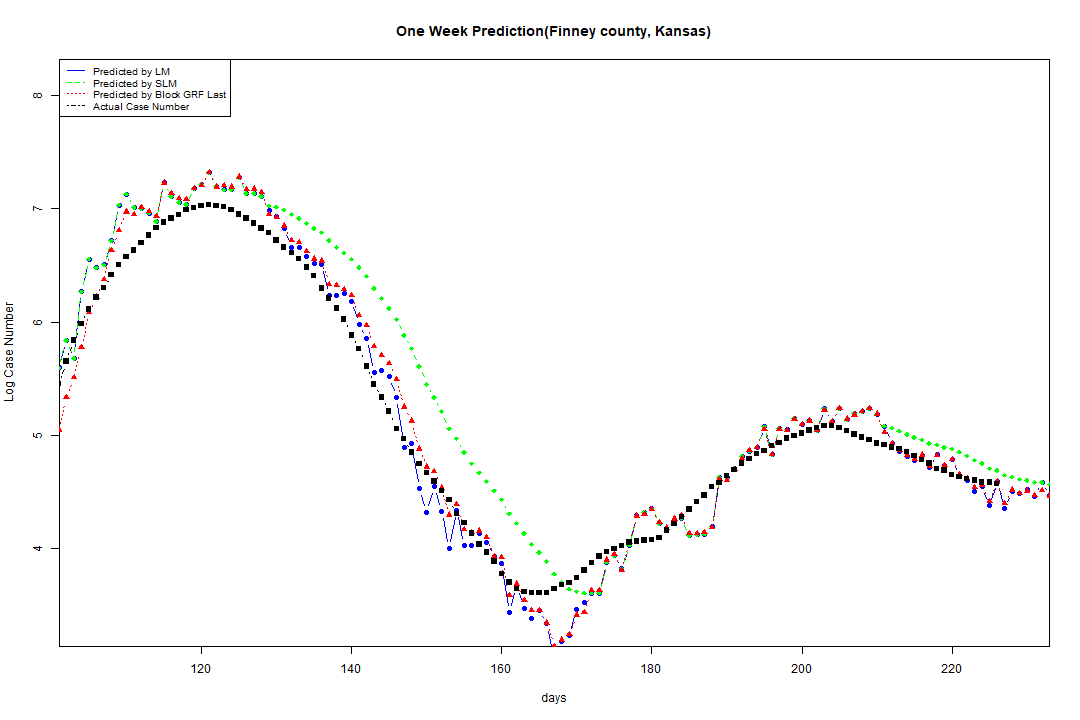 One Week Prediction(Finney county, Kansas)
Predicted by LM
Predicted by SLM
Predicted by Block GRF Last
Actual Case Number
8
7
6
5
4
Log Case Number
120 140 160 180 200 220
days